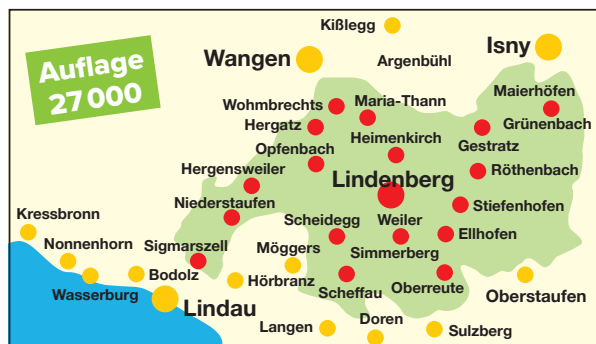 Auflage
27 000
Kißlegg
Wangen
Argenbühl
Isny
Maierhöfen
Wohmbrechts
Maria-Thann
Grünenbach
Hergatz
Heimenkirch
Gestratz
Opfenbach
Röthenbach
Hergensweiler
Lindenberg
Niederstaufen
Stiefenhofen
Kressbronn
Scheidegg
Weiler
Ellhofen
Nonnenhorn
Sigmarszell
Möggers
Simmerberg
Bodolz
Hörbranz
Scheffau
Oberreute
Wasserburg
Lindau
Oberstaufen
Langen
Doren
Sulzberg